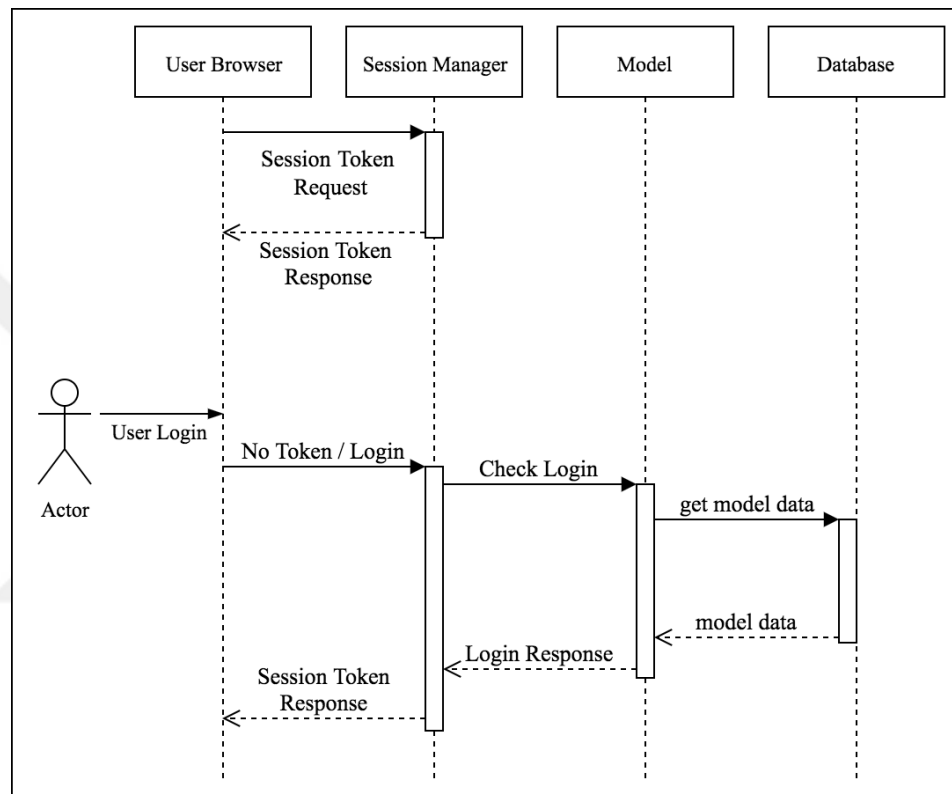 User Browser
Session Manager
Model
Database
Session Token
Request
Session Token
Response
User Login
Actor
No Token / Login
Check Login
get model data
model data
Login Response
Session Token
Response